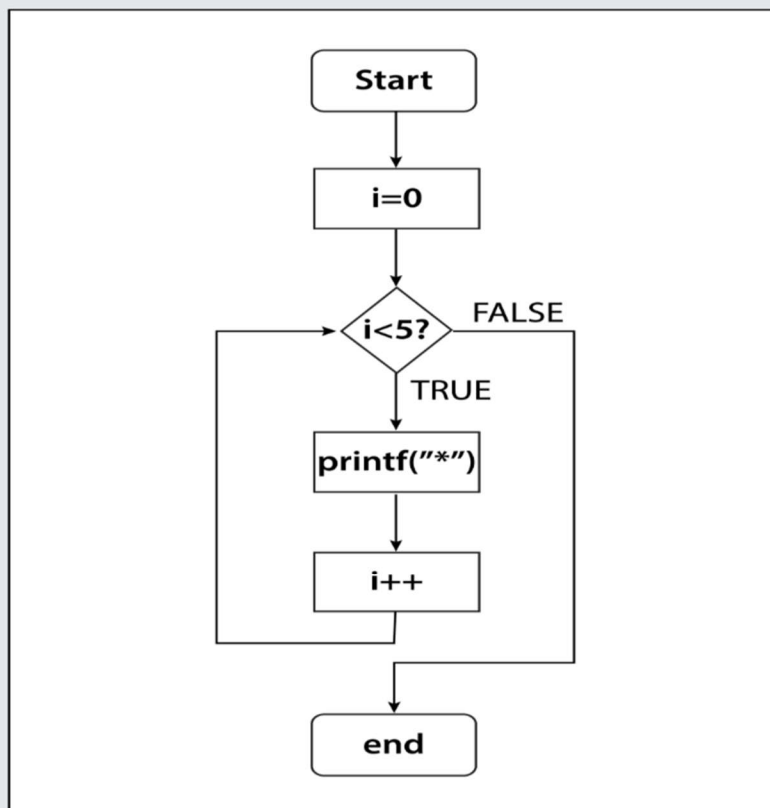 Start
i=0
i<5?
FALSE
TRUE
printf(”*”)
i++
end